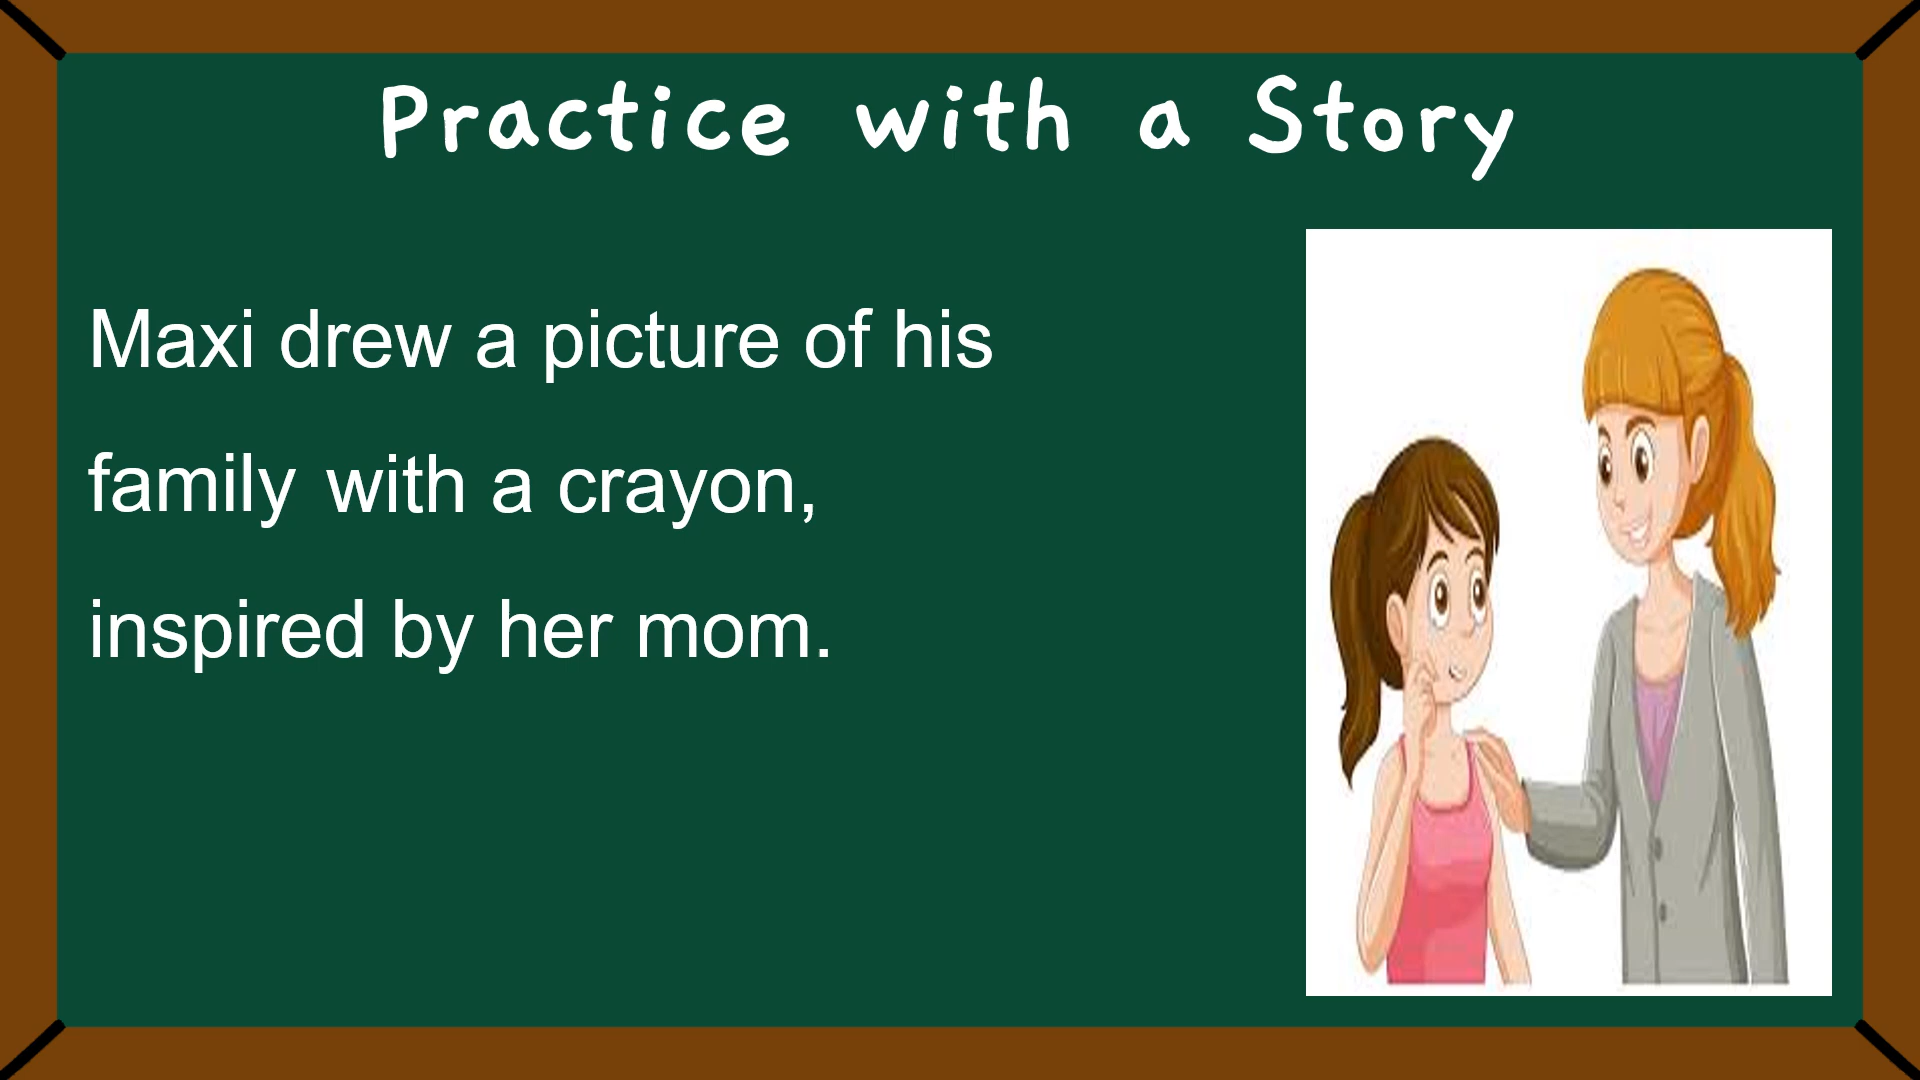 Practice with a Story
Maxi drew a picture of his
family with a crayon,
inspired by her mom.